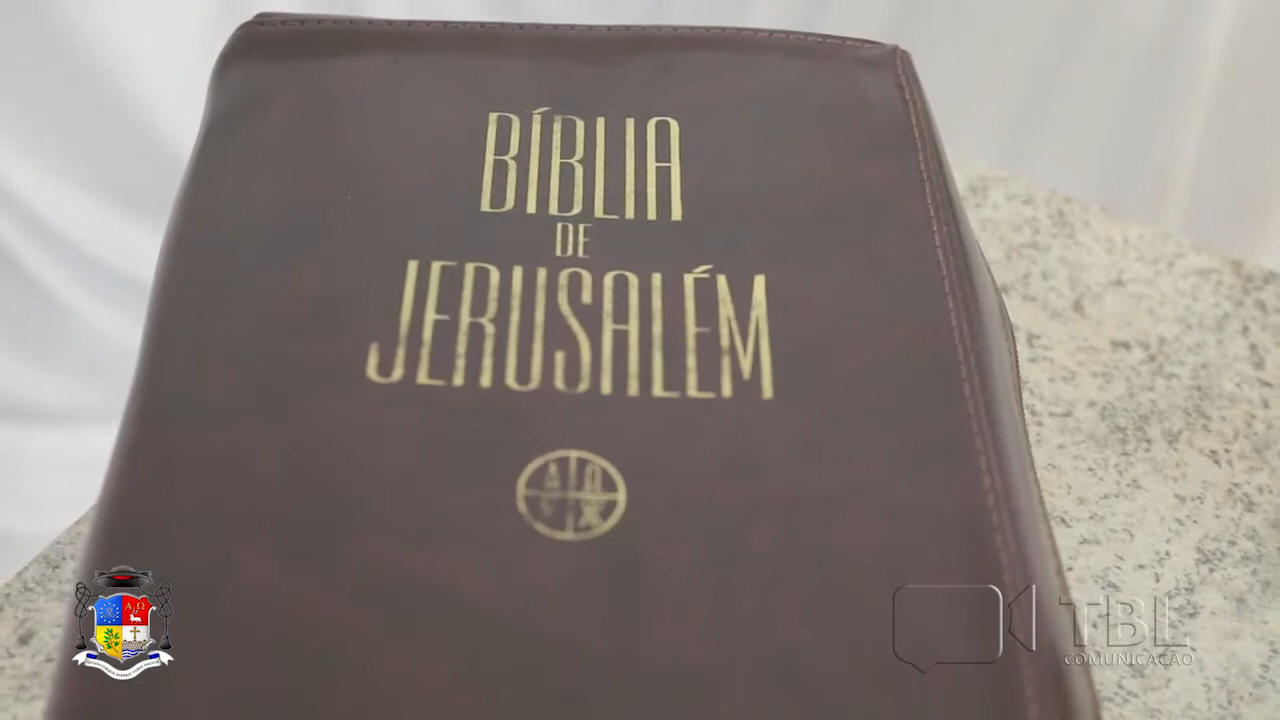 BÍBLIA
DE
JERUSALÉM
Α Ω
TBL
COMUNICAÇÃO